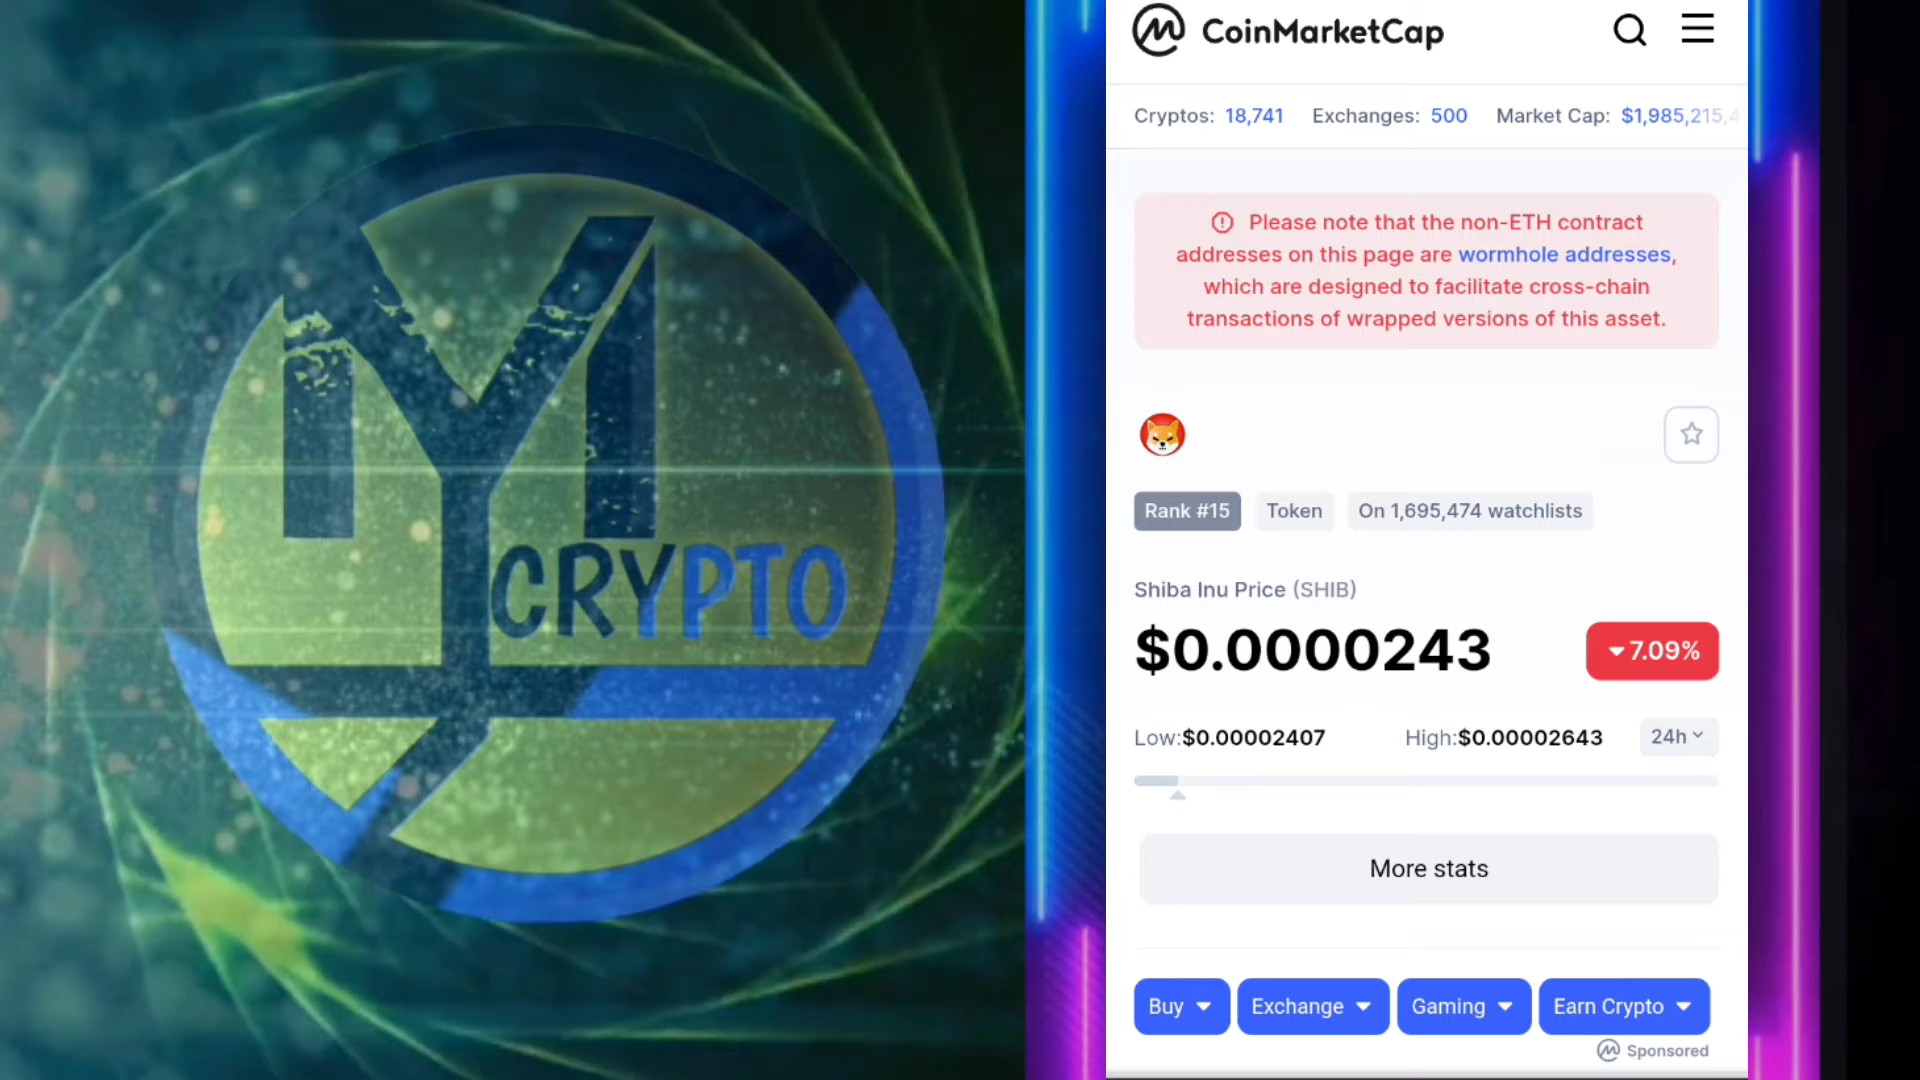 CRYPTO
CoinMarketCap
Cryptos: 18,741 Exchanges: 500 Market Cap: $1,985,215,4
Please note that the non-ETH contract
addresses on this page are wormhole addresses,
which are designed to facilitate cross-chain
transactions of wrapped versions of this asset.
Rank #15 Token On 1,695,474 watchlists
Shiba Inu Price (SHIB)
$0.0000243 7.09%
Low:$0.00002407 High:$0.00002643 24h
More stats
Buy Exchange Gaming Earn Crypto
Sponsored